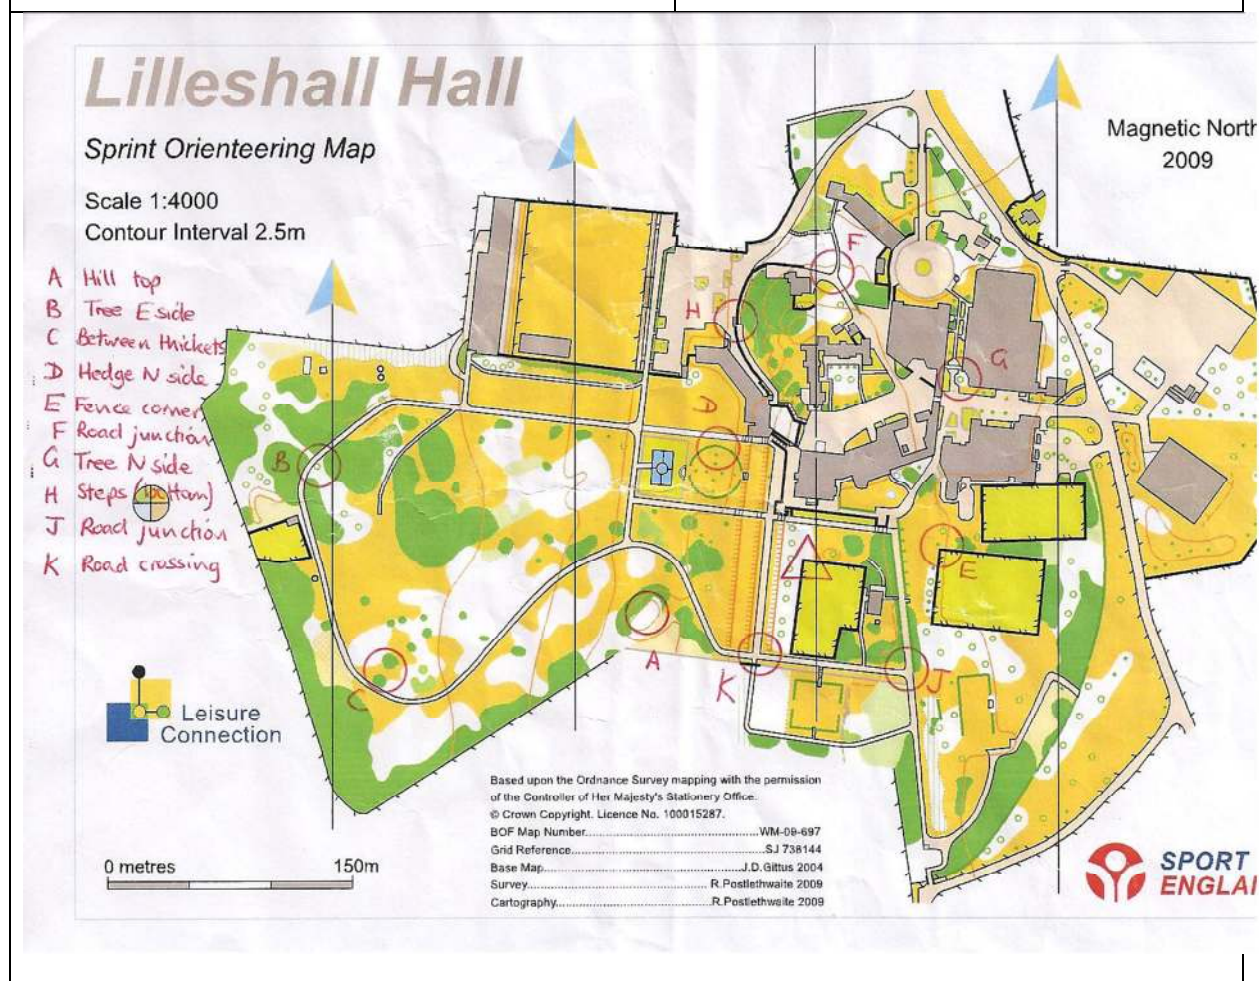 Lilleshall Hall
Sprint Orienteering Map
Scale 1:4000
Contour Interval 2.5m
Magnetic North
2009
A Hill top
B Tree E side
C Between thickets
D Hedge N side
E Fence corner
F Road junction
G Tree N side
H Steps (bottom)
J Road junction
K Road crossing
F
H
G
D
B
E
A
K
J
C
Leisure
Connection
0 metres 150m
Based upon the Ordnance Survey mapping with the permission
of the Controller of Her Majesty's Stationery Office.
© Crown Copyright. Licence No. 100015287.
BOF Map Number WM-09-697
Grid Reference SJ 738144
Base Map J.D.Gittus 2004
Survey R.Postlethwaite 2009
Cartography R.Postlethwaite 2009
SPORT
ENGLA